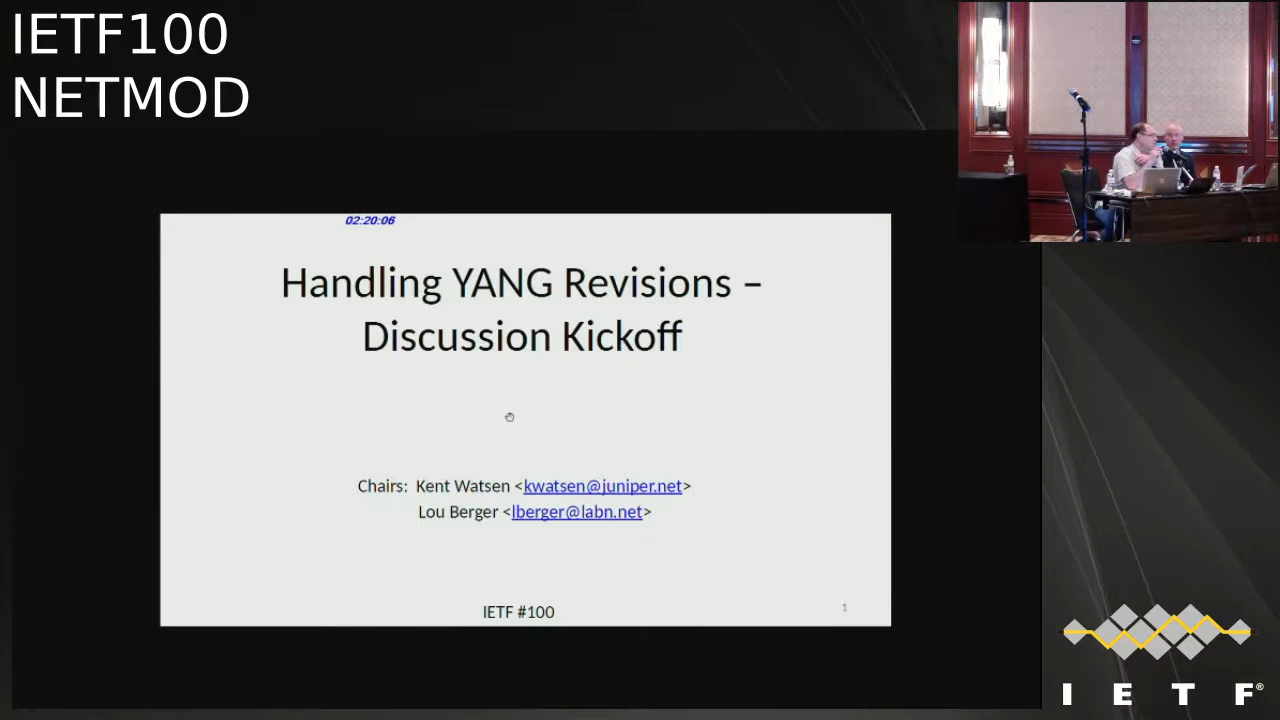 IETF100
NETMOD
02:20:06
Handling YANG Revisions –
Discussion Kickoff
Chairs: Kent Watsen <kwatsen@juniper.net>
Lou Berger <lberger@labn.net>
IETF #100
1
I E T F®